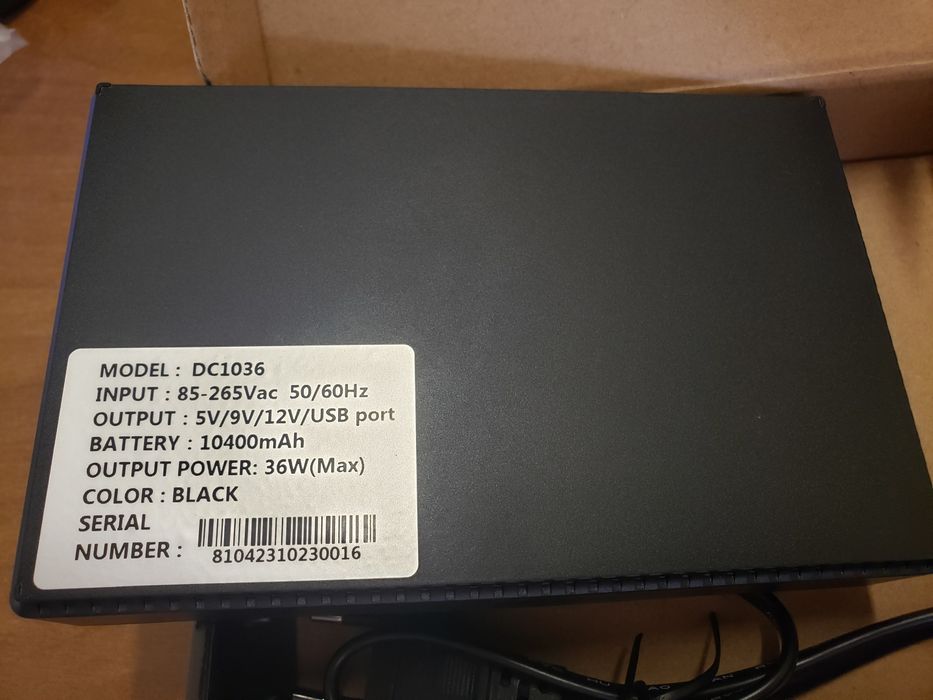 MODEL : DC1036
INPUT : 85-265Vac 50/60Hz
OUTPUT : 5V/9V/12V/USB port
BATTERY : 10400mAh
OUTPUT POWER: 36W(Max)
COLOR : BLACK
SERIAL
NUMBER :
81042310230016